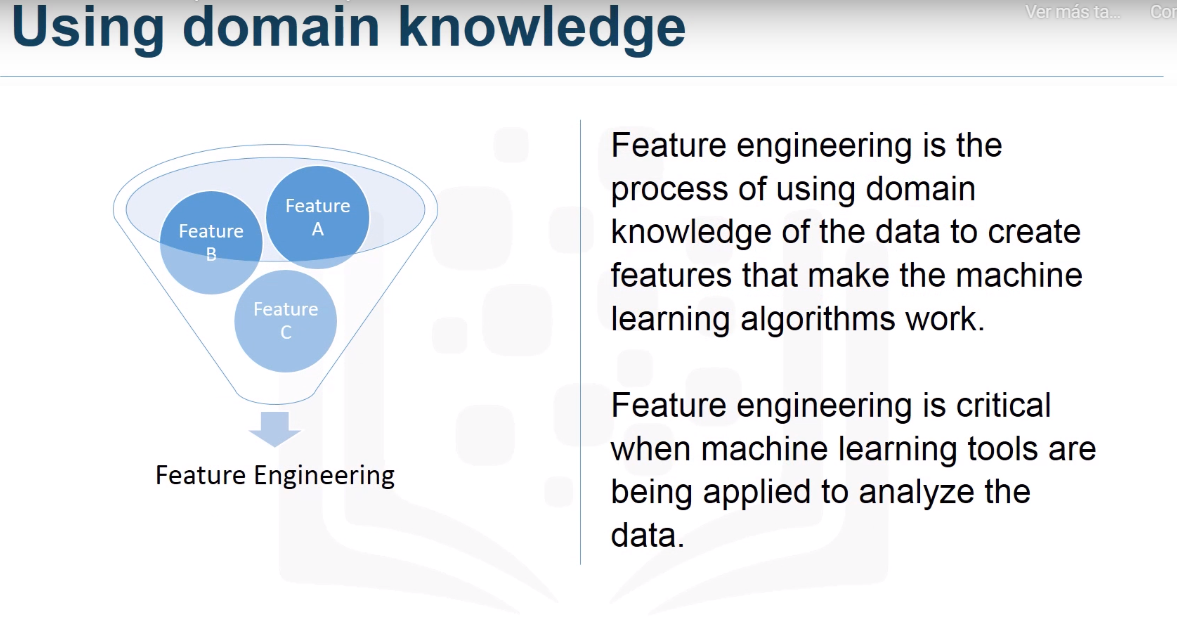 Ver más ta...
Using domain knowledge
Feature
A
Feature
B
Feature
C
Feature Engineering
Feature engineering is the
process of using domain
knowledge of the data to create
features that make the machine
learning algorithms work.
Feature engineering is critical
when machine learning tools are
being applied to analyze the
data.